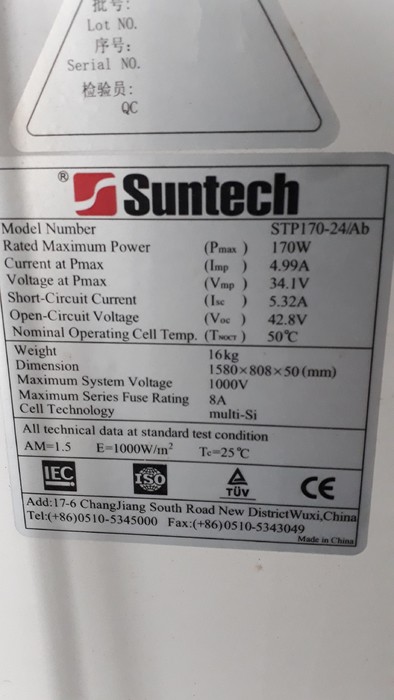 批号:
Lot NO.
序号:
Serial NO.
检验员:
QC
® Suntech
Model Number STP170-24/Ab
Rated Maximum Power (Pmax ) 170W
Current at Pmax (Imp ) 4.99A
Voltage at Pmax (Vmp ) 34.1V
Short-Circuit Current (Isc ) 5.32A
Open-Circuit Voltage (Voc ) 42.8V
Nominal Operating Cell Temp. (TNOCT ) 50℃
Weight 16kg
Dimension 1580×808×50(mm)
Maximum System Voltage 1000V
Maximum Series Fuse Rating 8A
Cell Technology multi-Si
All technical data at standard test condition
AM=1.5 E=1000W/m² Tc=25℃
IEC ISO TÜV CE
Add:17-6 ChangJiang South Road New DistrictWuxi,China
Tel:(+86)0510-5345000 Fax:(+86)0510-5343049
Made in China